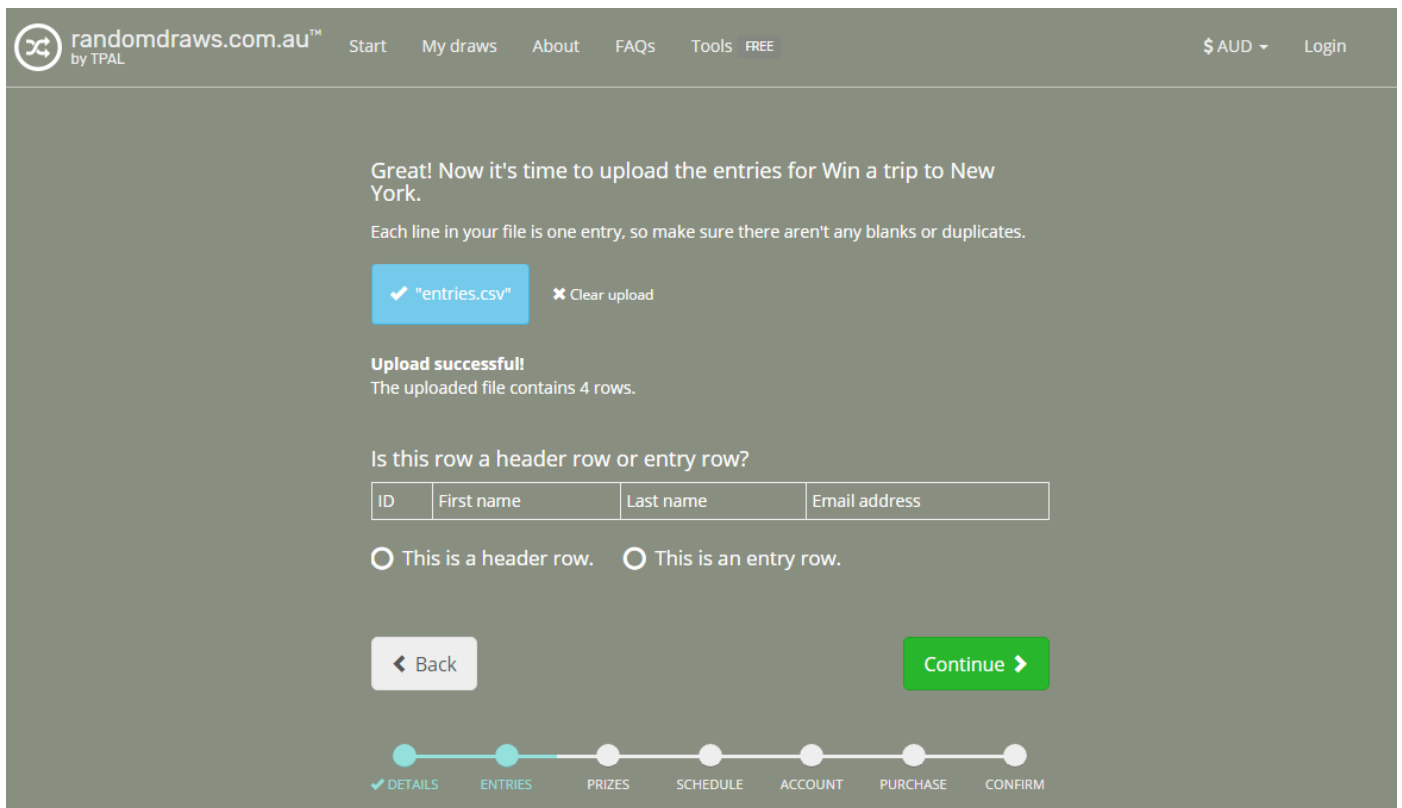 randomdraws.com.au™
by TPAL
Start My draws About FAQs Tools FREE $ AUD Login
Great! Now it's time to upload the entries for Win a trip to New
York.
Each line in your file is one entry, so make sure there aren't any blanks or duplicates.
"entries.csv" Clear upload
Upload successful!
The uploaded file contains 4 rows.
Is this row a header row or entry row?
ID First name Last name Email address
This is a header row. This is an entry row.
Back Continue
DETAILS ENTRIES PRIZES SCHEDULE ACCOUNT PURCHASE CONFIRM